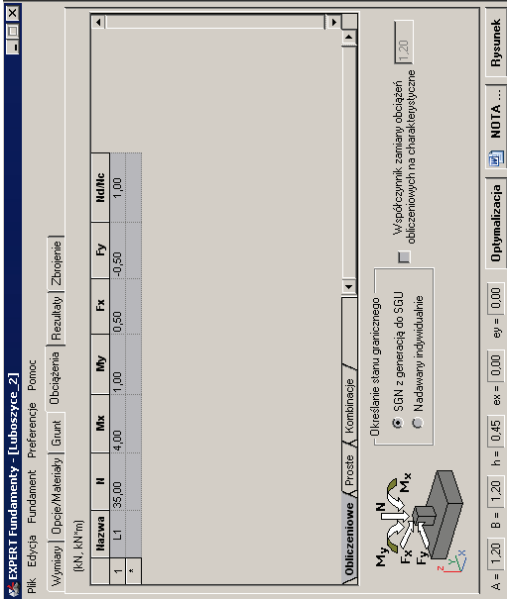 EXPERT Fundamenty - [Luboszyce_2]
Plik Edycja Fundament Preferencje Pomoc
Wymiary Opcje/Materiały Grunt Obciążenia Rezultaty Zbrojenie
(kN, kN*m)
Nazwa N Mx My Fx Fy Nd/Nc
1 L1 35,00 4,00 1,00 0,50 -0,50 1,00
*
Obliczeniowe Proste Kombinacje
Określanie stanu granicznego
SGN z generacją do SGU
Nadawany indywidualnie
Współczynnik zamiany obciążeń
obliczeniowych na charakterystyczne
1,20
My N
Fx Mx
Fy
Z Y X
A = 1,20 B = 1,20 h = 0,45 ex = 0,00 ey = 0,00 Optymalizacja NOTA ... Rysunek